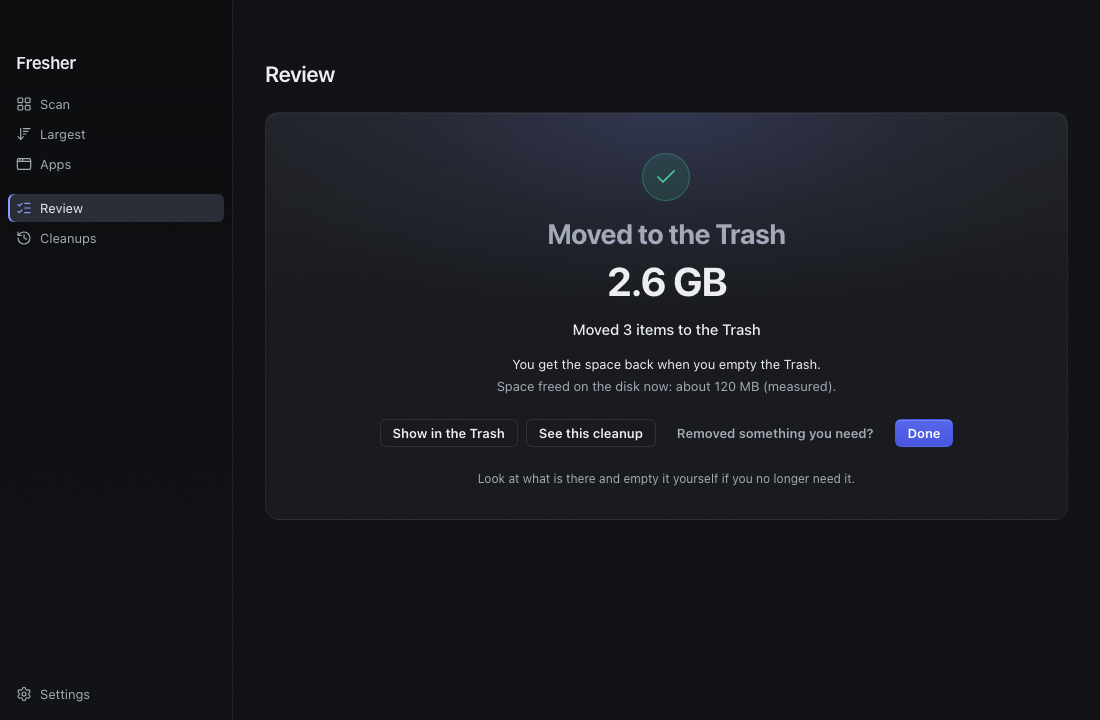 Fresher
Scan
Largest
Apps
Review
Cleanups
Settings
Review
Moved to the Trash
2.6 GB
Moved 3 items to the Trash
You get the space back when you empty the Trash.
Space freed on the disk now: about 120 MB (measured).
Show in the Trash
See this cleanup
Removed something you need?
Done
Look at what is there and empty it yourself if you no longer need it.